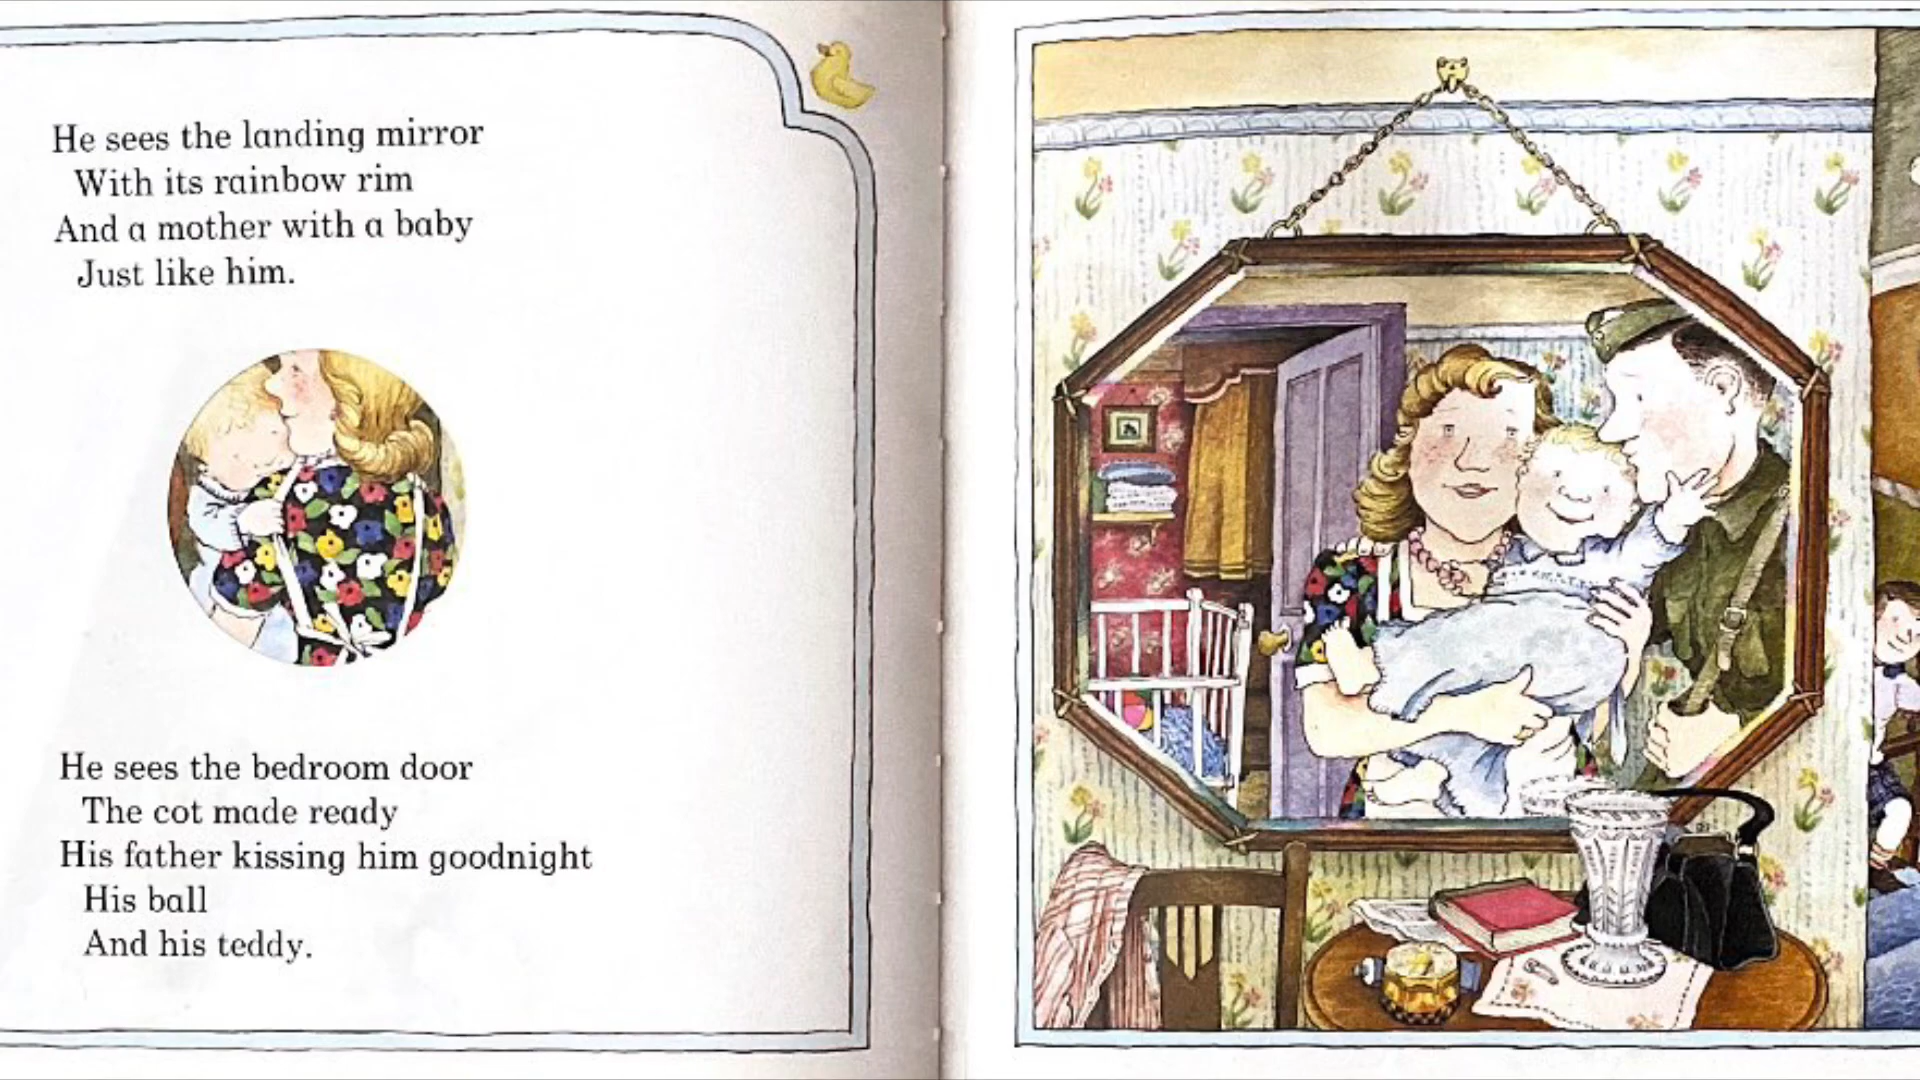 He sees the landing mirror
With its rainbow rim
And a mother with a baby
Just like him.
He sees the bedroom door
The cot made ready
His father kissing him goodnight
His ball
And his teddy.